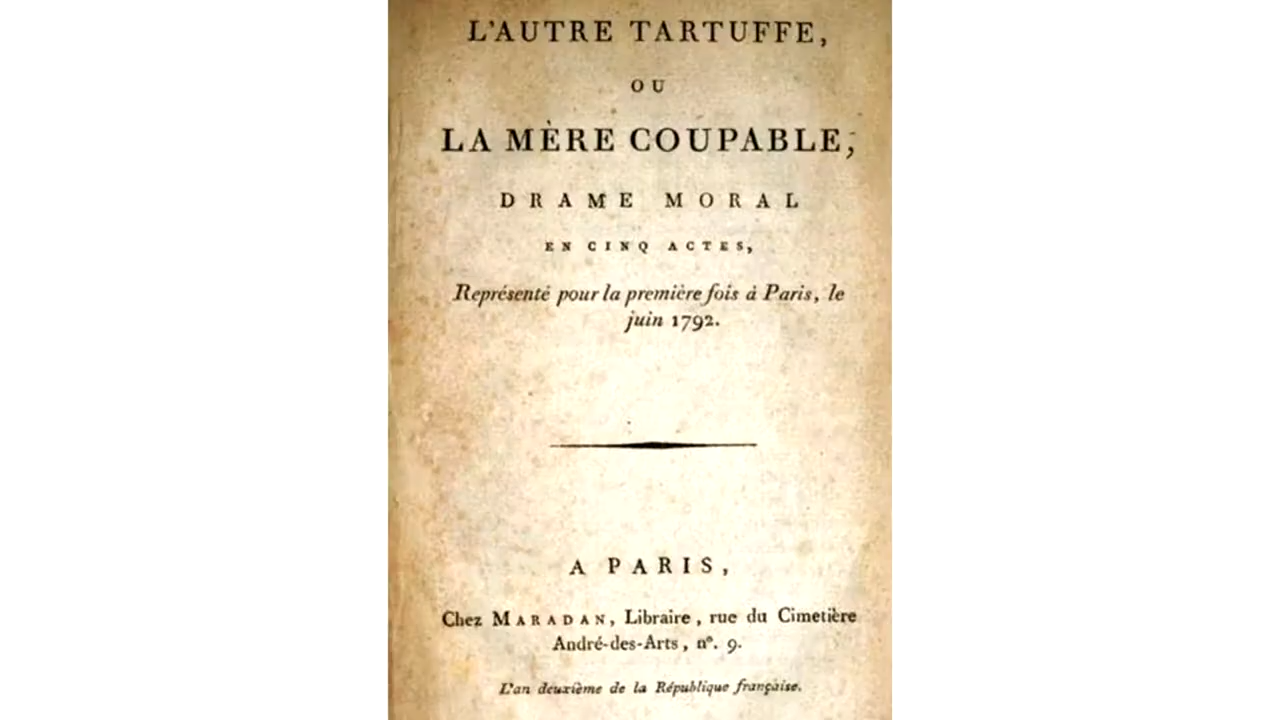 L'AUTRE TARTUFFE,
OU
LA MÈRE COUPABLE,
DRAME MORAL
EN CINQ ACTES,
Représenté pour la première fois à Paris, le
juin 1792.
A PARIS,
Chez MARADAN, Libraire, rue du Cimetière
André-des-Arts, nº. 9.
L'an deuxième de la République française.